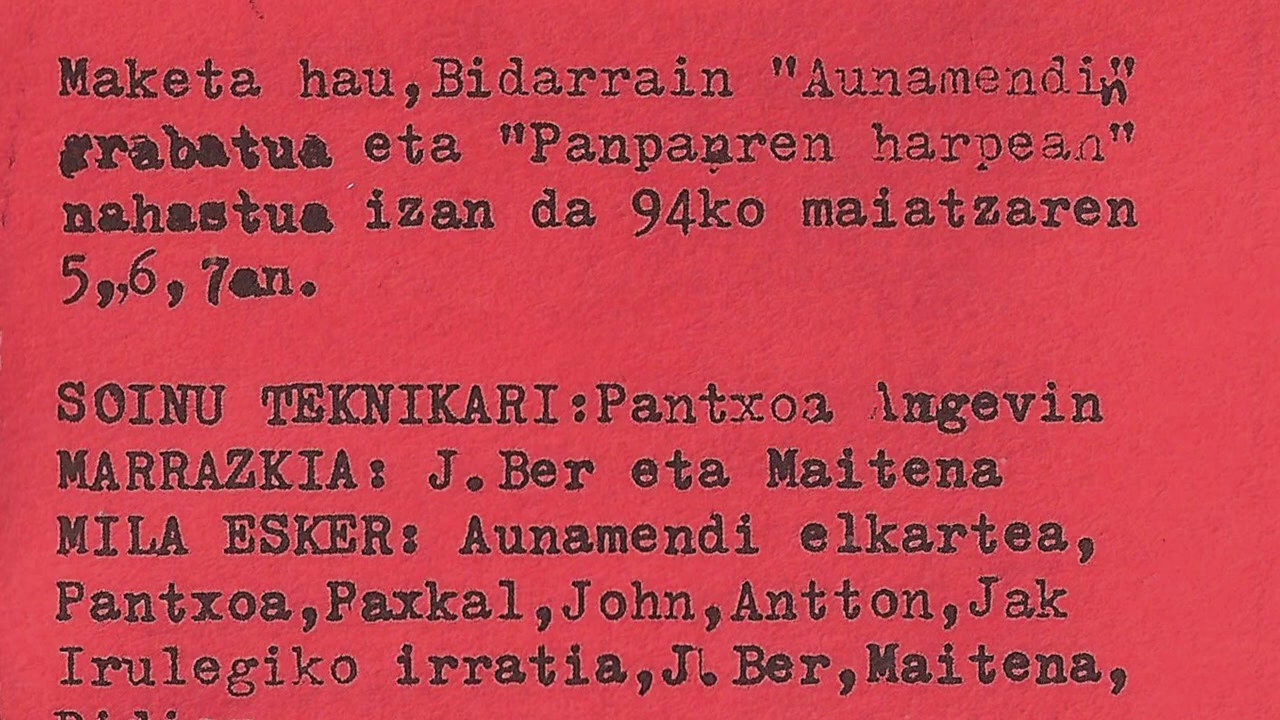 Maketa hau,Bidarrain "Aunamendin"
grabatua eta "Panpanren harpean"
nahastua izan da 94ko maiatzaren
5,,6,7an.
SOINU TEKNIKARI:Pantxoa Angevin
MARRAZKIA: J.Ber eta Maitena
MILA ESKER: Aunamendi elkartea,
Pantxoa,Paxkal,John,Antton,Jak
Irulegiko irratia,J. Ber,Maitena,